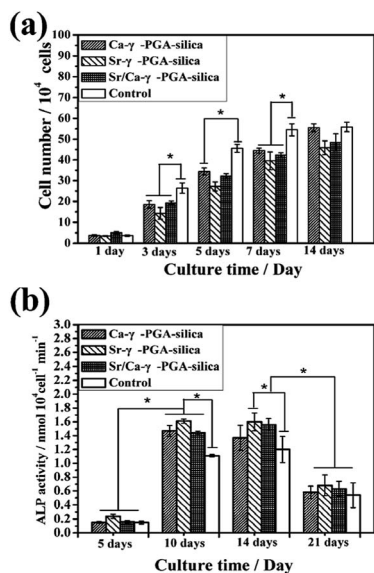 (a)
Cell number / 10⁴ cells
100
90
80
70
60
50
40
30
20
10
0
Ca-γ -PGA-silica
Sr-γ -PGA-silica
Sr/Ca-γ -PGA-silica
Control
*
*
*
1 day
3 days
5 days
7 days
14 days
Culture time / Day
(b)
ALP activity / nmol 10⁴cell⁻¹ min⁻¹
3.0
2.8
2.6
2.4
2.2
2.0
1.8
1.6
1.4
1.2
1.0
0.8
0.6
0.4
0.2
0.0
Ca-γ -PGA-silica
Sr-γ -PGA-silica
Sr/Ca-γ -PGA-silica
Control
*
*
*
*
5 days
10 days
14 days
21 days
Culture time / Day